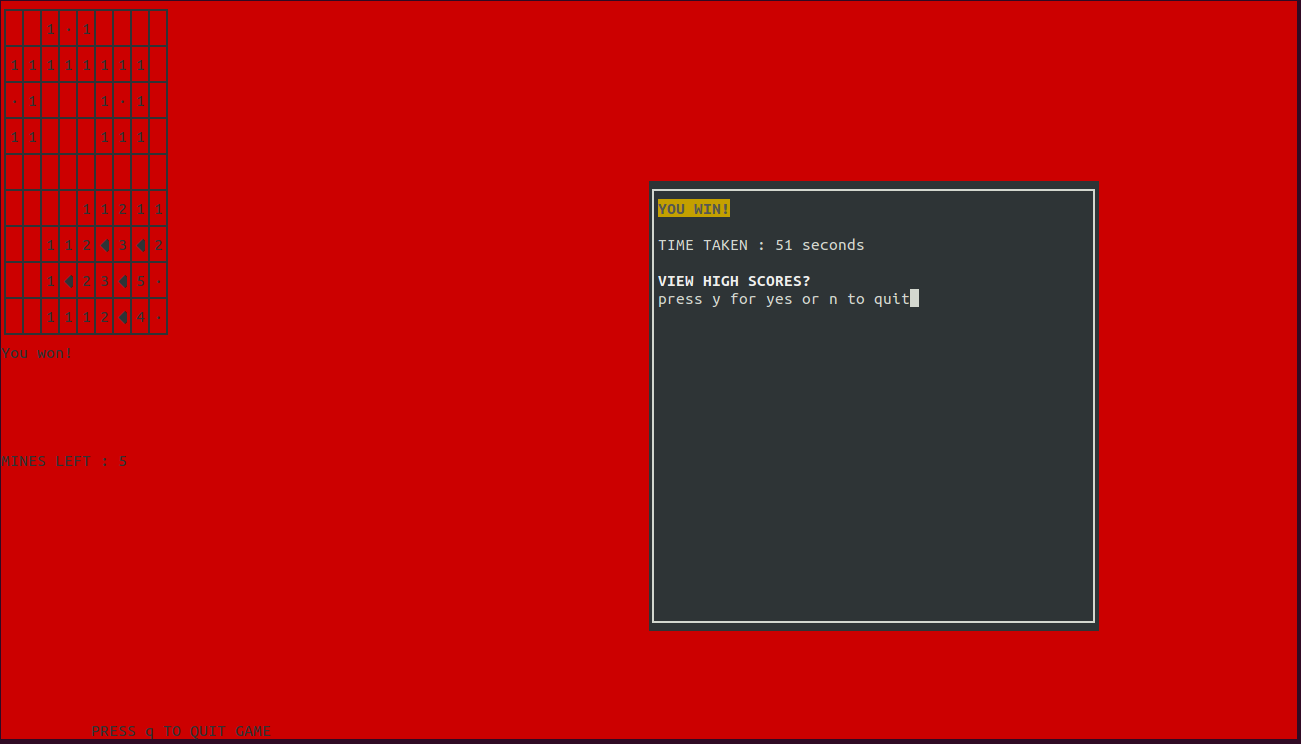 1 · 1
1 1 1 1 1 1 1 1
· 1 1 · 1
1 1 1 1 1
1 1 2 1 1
1 1 2 ◀ 3 ◀ 2
1 ◀ 2 3 ◀ 5 ·
1 1 1 2 ◀ 4 ·
You won!
MINES LEFT : 5
PRESS q TO QUIT GAME
YOU WIN!
TIME TAKEN : 51 seconds
VIEW HIGH SCORES?
press y for yes or n to quit